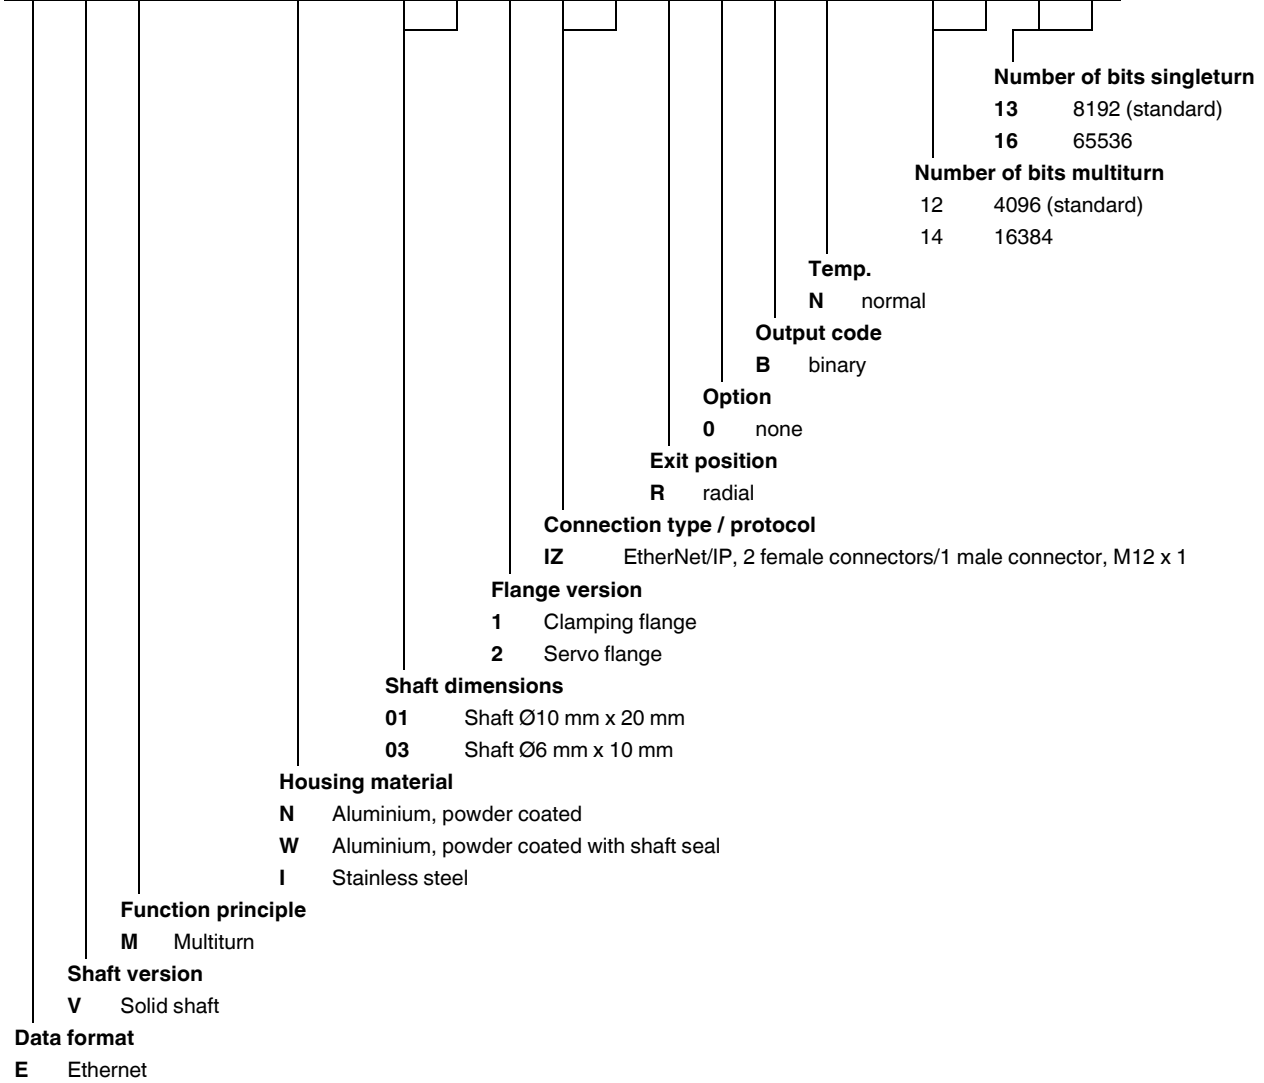 Number of bits singleturn
13 8192 (standard)
16 65536
Number of bits multiturn
12 4096 (standard)
14 16384
Temp.
N normal
Output code
B binary
Option
0 none
Exit position
R radial
Connection type / protocol
IZ EtherNet/IP, 2 female connectors/1 male connector, M12 x 1
Flange version
1 Clamping flange
2 Servo flange
Shaft dimensions
01 Shaft Ø10 mm x 20 mm
03 Shaft Ø6 mm x 10 mm
Housing material
N Aluminium, powder coated
W Aluminium, powder coated with shaft seal
I Stainless steel
Function principle
M Multiturn
Shaft version
V Solid shaft
Data format
E Ethernet